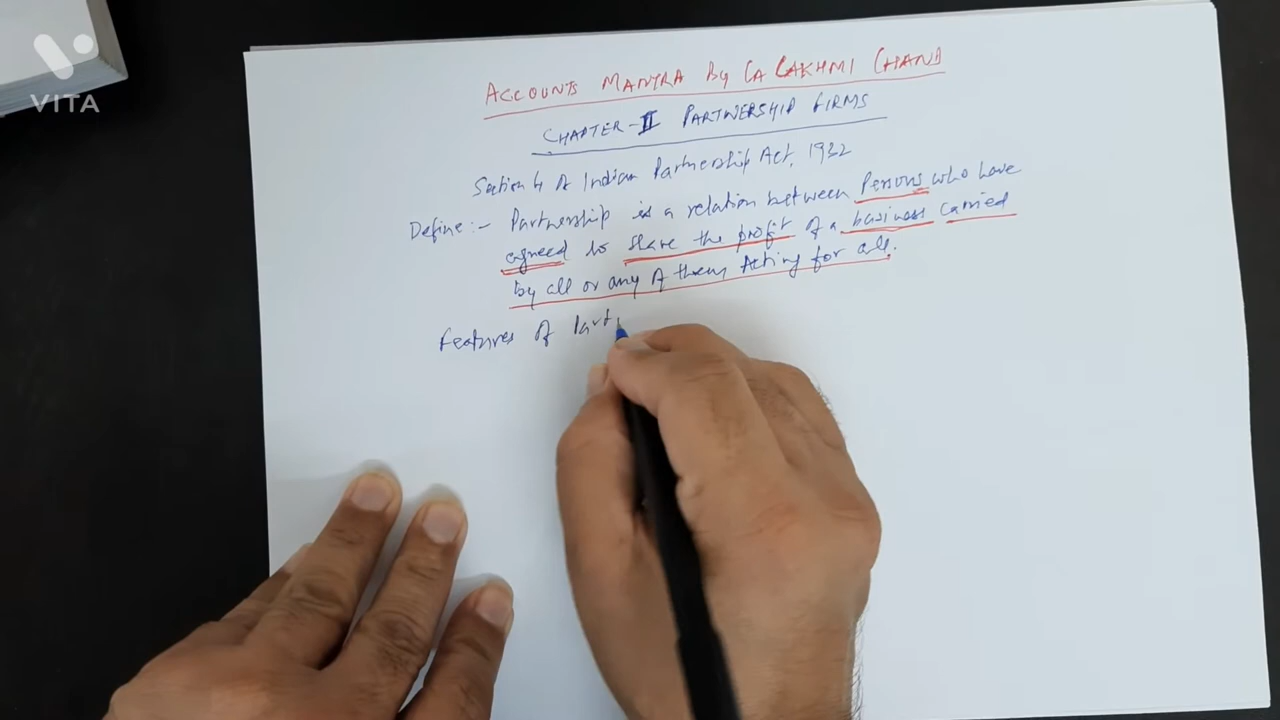 VITA
ACCOUNTS MANTRA By CA LAKHMI CHAND
CHAPTER-II PARTNERSHIP FIRMS
Section 4 of Indian Partnership Act, 1932
Define:- Partnership is a relation between Persons who have
agreed to share the profit of a business carried
by all or any of them Acting for all.
Features of Part